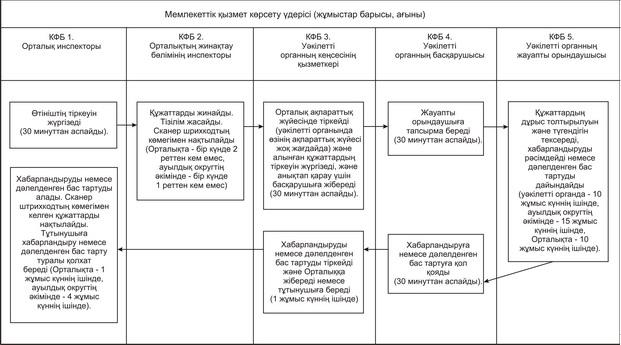 Мемлекеттік қызмет көрсету үдерісі (жұмыстар барысы, ағыны)
КФБ 1.
Орталық инспекторы
КФБ 2.
Орталықтың жинақтау
бөлімінің инспекторы
КФБ 3.
Уәкілетті
органның кеңсесінің
қызметкері
КФБ 4.
Уәкілетті
органның басқарушысы
КФБ 5.
Уәкілетті органның
жауапты орындаушысы
Өтініштің тіркеуін
жүргізеді
(30 минуттан аспайды)
Құжаттарды жинайды.
Тізілім жасайды.
Сканер шрихкодтың
көмегімен нақтылайды
(Орталықта - бір күнде 2
реттен кем емес,
ауылдық округтің
әкімінде - бір күнде
1 реттен кем емес)
Орталық ақпараттық
жүйесінде тіркейді
(уәкілетті органында
өзінің ақпараттық жүйесі
жоқ жағдайда) және
алынған құжаттардың
тіркеуін жүргізеді,
және анықтап қарау үшін
басқарушыға жібереді
(30 минуттан аспайды).
Жауапты
орындаушыға
тапсырма береді
(30 минуттан аспайды).
Құжаттардың
дұрыс толтырылуын
және түгендігін
тексереді,
хабарландыруды
рәсімдейді немесе
дәлелденген бас
тартуды
дайындайды
(уәкілетті органда - 10
жұмыс күннің ішінде,
ауылдық округтің
әкімінде - 15 жұмыс
күннің ішінде,
Орталықта - 10
жұмыс күннің ішінде).
Хабарландыруды немесе
дәлелденген бас тартуды
алады. Сканер
штрихкодтың көмегімен
келген құжаттарды
нақтылайды.
Тұтынушыға
хабарландыру немесе
дәлелденген бас тарту
туралы қолхат
береді (Орталықта - 1
жұмыс күннің ішінде,
ауылдық округтің
әкімінде - 4 жұмыс
күннің ішінде).
Хабарландыруды
немесе дәлелденген
бас тартуды тіркейді
және Орталыққа
жібереді немесе
тұтынушыға береді
(1 жұмыс күннің ішінде)
Хабарландыруға
немесе дәлелденген
бас тартуға қол
қояды
(30 минуттан аспайды).